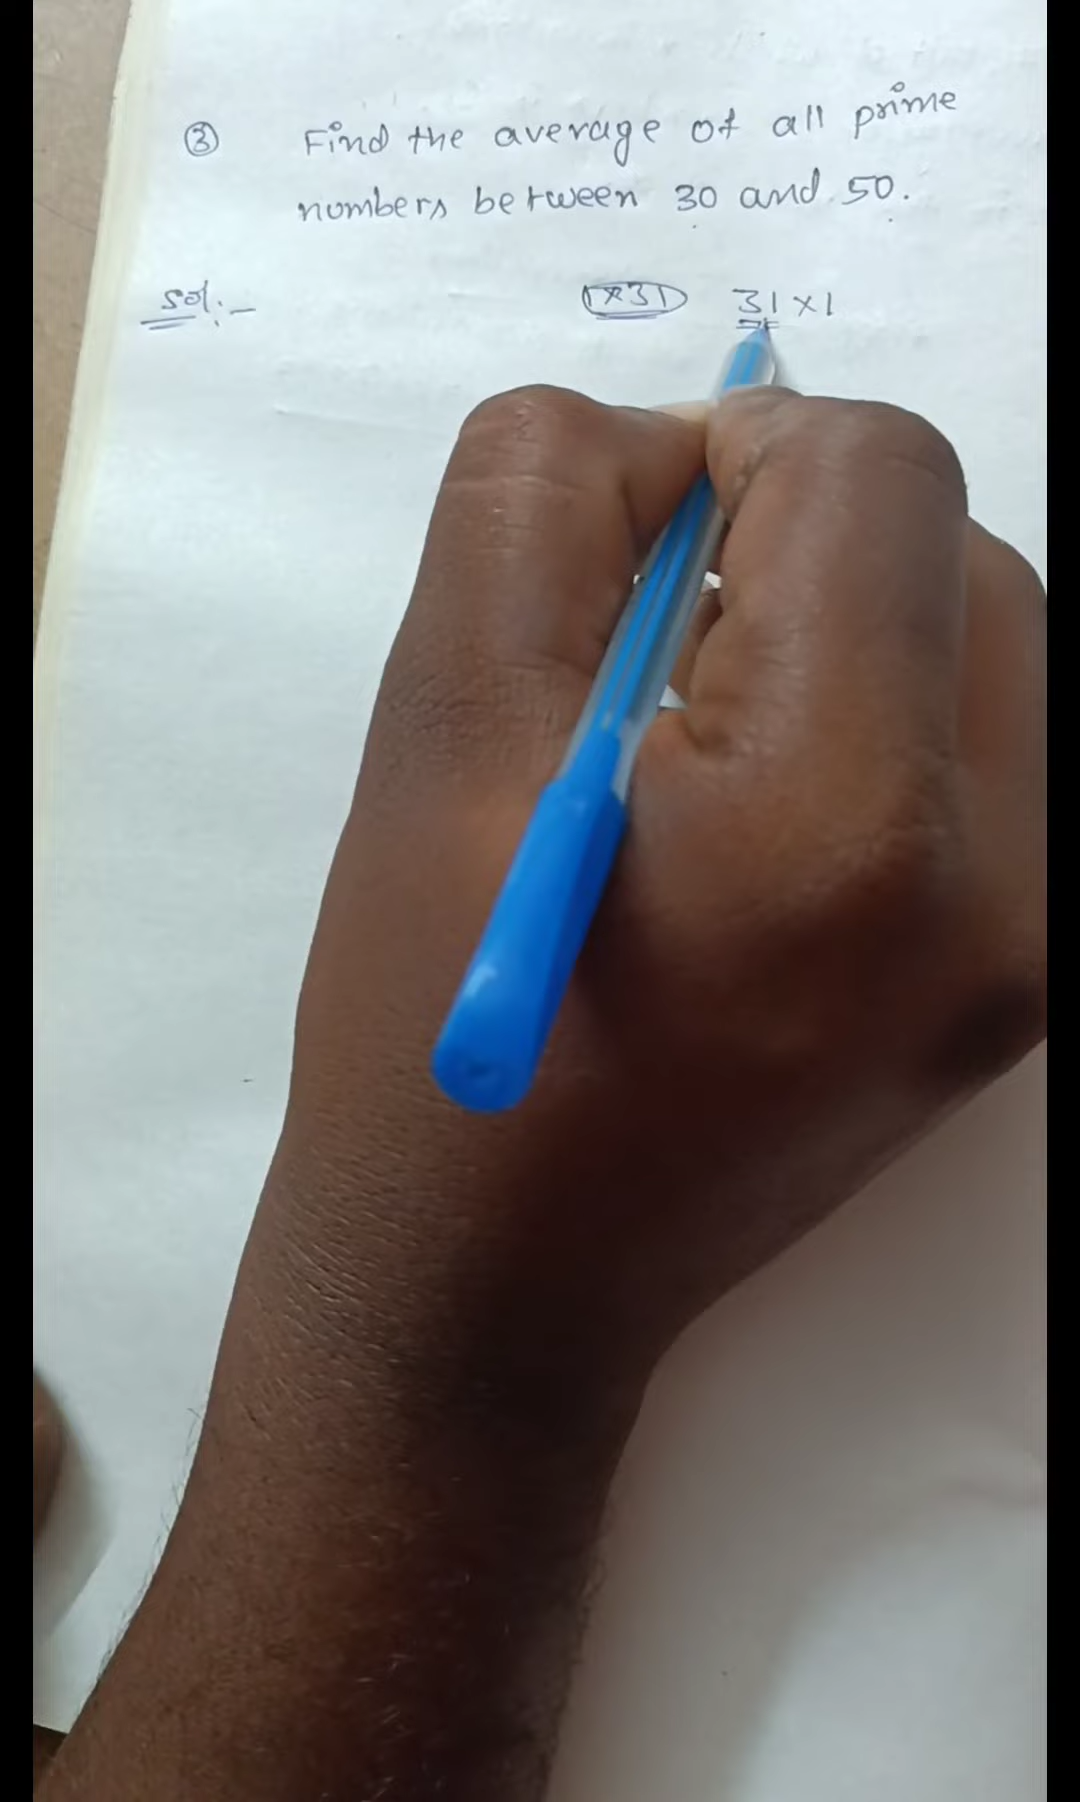 ③ Find the average of all prime
numbers between 30 and 50.
Sol:- 1×31 31×1